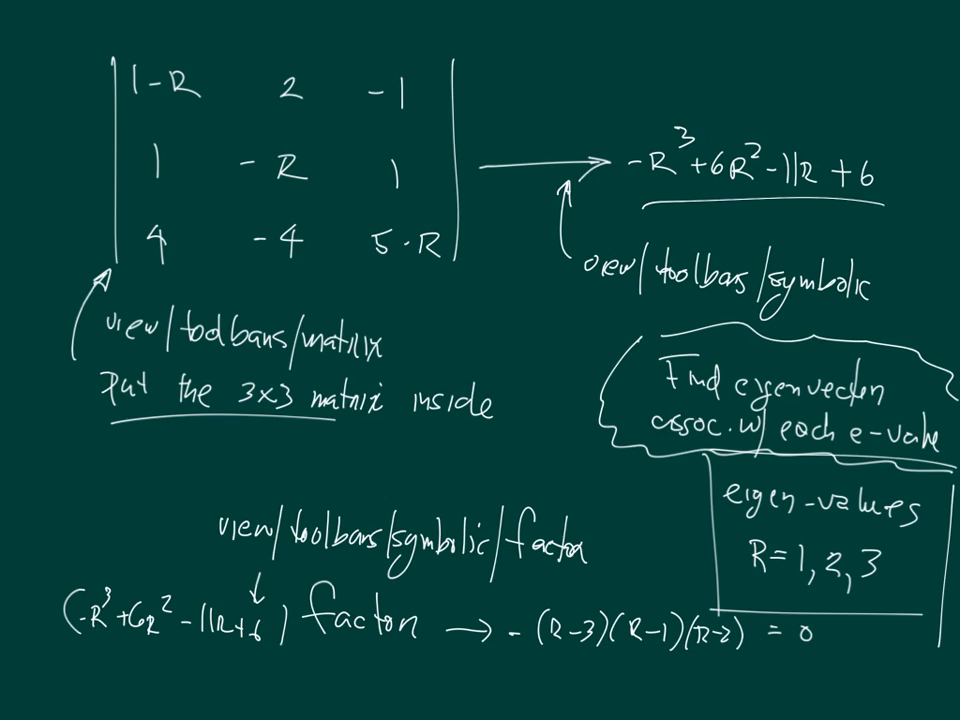 1-R 2 -1
1 -R 1
4 -4 5-R
→ -R³+6R²-11R+6
view/toolbars/symbolic
view/toolbars/matrix
Put the 3x3 matrix inside
Find eigenvector
assoc. w/ each e-value
eigen-values
R=1, 2, 3
view/toolbars/symbolic/factor
(-R³+6R²-11R+6) factor → -(R-3)(R-1)(R-2) = 0